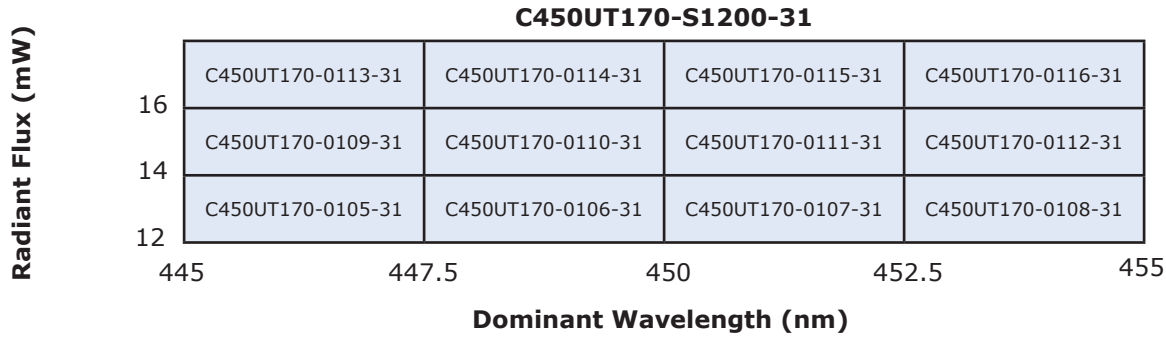 C450UT170-S1200-31
Radiant Flux (mW)
C450UT170-0113-31 C450UT170-0114-31 C450UT170-0115-31 C450UT170-0116-31
16
C450UT170-0109-31 C450UT170-0110-31 C450UT170-0111-31 C450UT170-0112-31
14
C450UT170-0105-31 C450UT170-0106-31 C450UT170-0107-31 C450UT170-0108-31
12
445 447.5 450 452.5 455
Dominant Wavelength (nm)